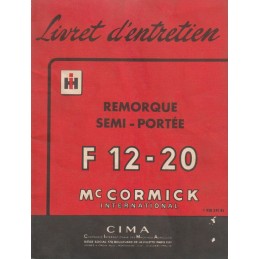 Livret d'entretien
IH
REMORQUE
SEMI-PORTÉE
F 12-20
McCORMICK
INTERNATIONAL
CIMA